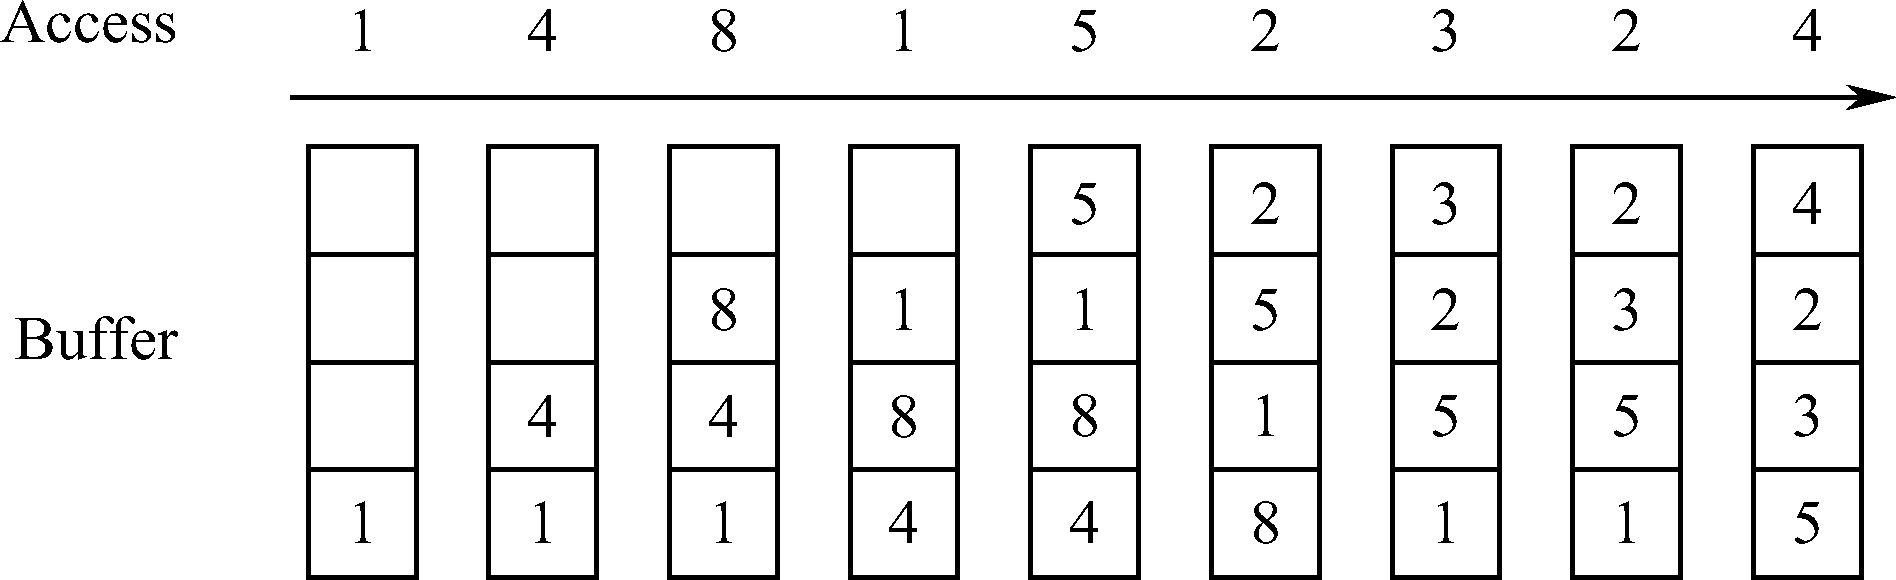 Access 1 4 8 1 5 2 3 2 4
5 2 3 2 4
8 1 1 5 2 3 2
Buffer
4 4 8 8 1 5 5 3
1 1 1 4 4 8 1 1 5